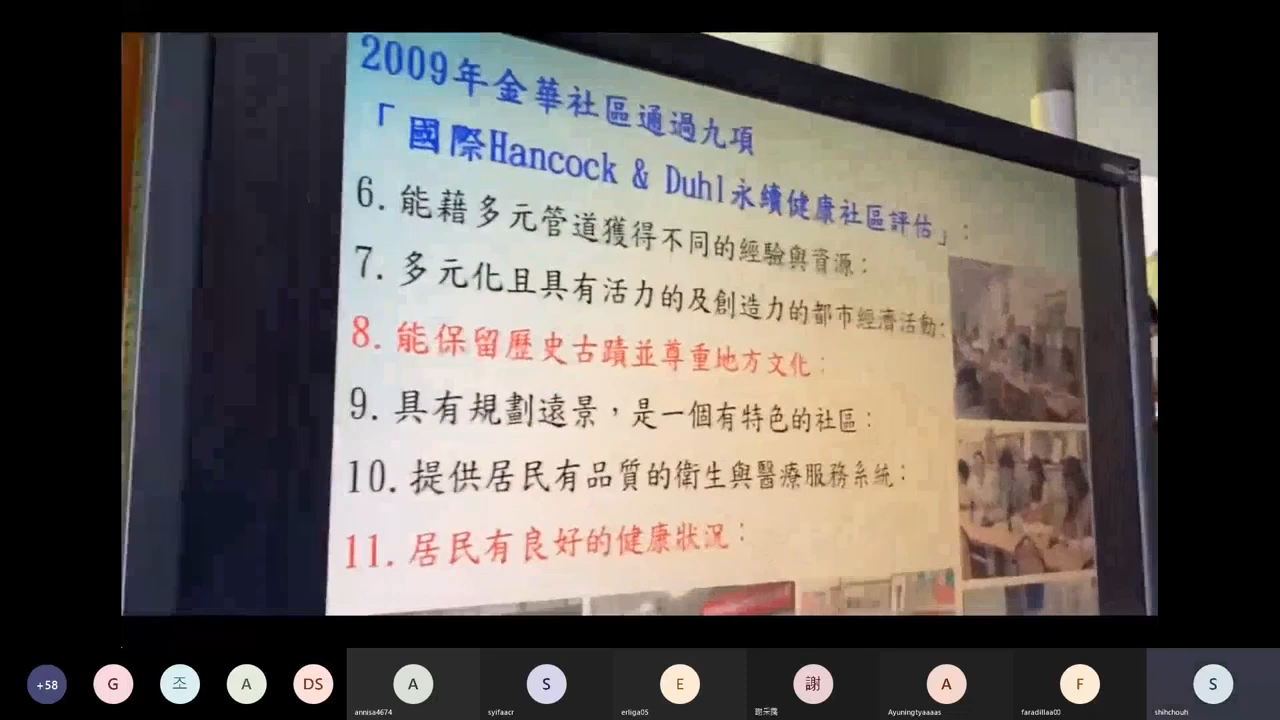 2009年金華社區通過九項
「國際Hancock & Duhl永續健康社區評估」：
6. 能藉多元管道獲得不同的經驗與資源：
7. 多元化且具有活力的及創造力的都市經濟活動：
8. 能保留歷史古蹟並尊重地方文化：
9. 具有規劃遠景，是一個有特色的社區：
10. 提供居民有品質的衛生與醫療服務系統：
11. 居民有良好的健康狀況：
+58
G
조
A
DS
A
S
E
謝
A
F
S
annisa4674
syifaacr
erliga05
謝采霈
Ayuningtyaaaas
faradillaa00
shihchouh